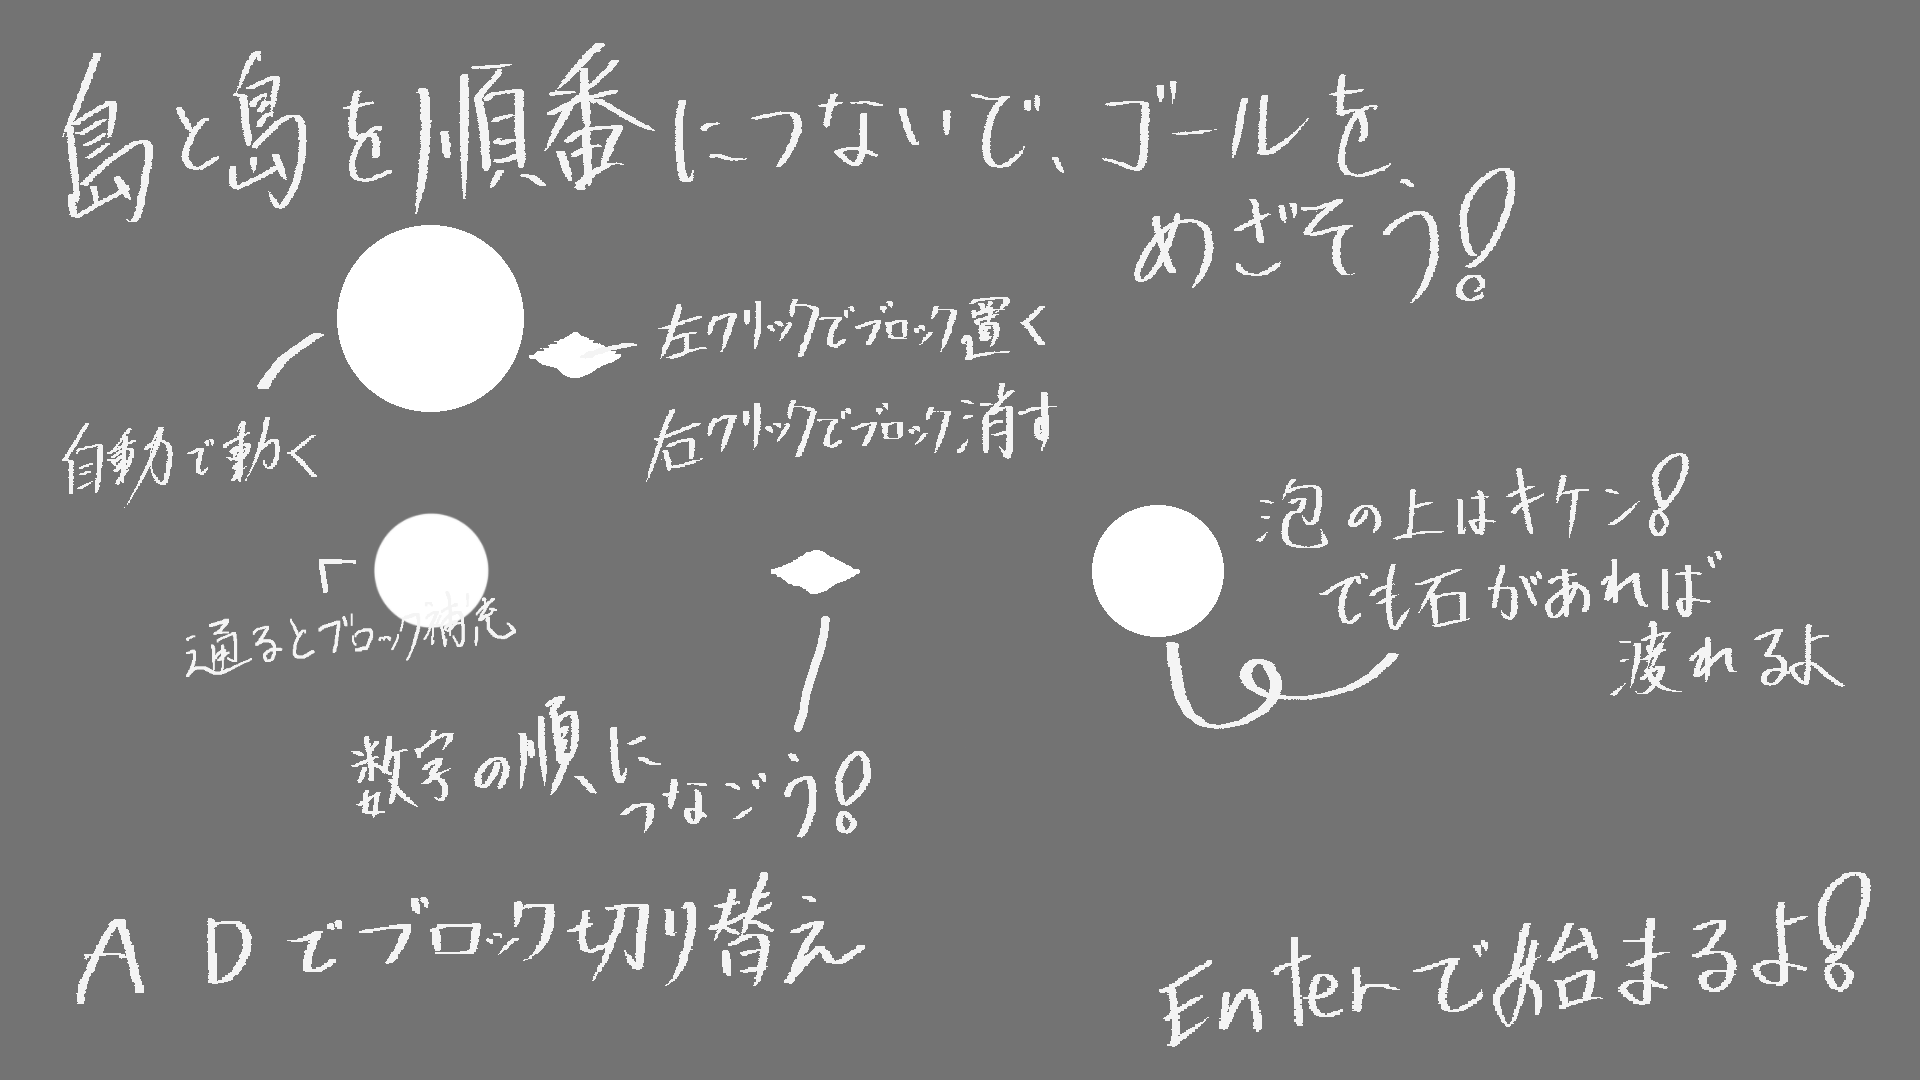 島と島を順番につないで、ゴールを
めざそう!
左クリックでブロック置く
右クリックでブロック消す
自動で動く
泡の上はキケン!
でも石があれば
渡れるよ
通るとブロック補充
数字の順に
つなごう!
A Dでブロック切り替え
Enterで始まるよ!